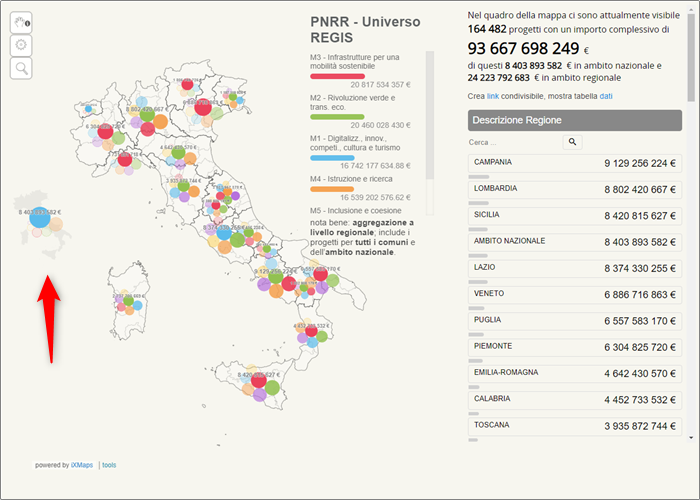 PNRR - Universo
REGIS
M3 - Infrastrutture per una
mobilità sostenibile
20 817 534 357 €
M2 - Rivoluzione verde e
trans. eco.
20 460 028 430 €
M1 - Digitalizz., innov.,
competi., cultura e turismo
16 742 177 634.88 €
M4 - Istruzione e ricerca
16 539 202 576.62 €
M5 - Inclusione e coesione
nota bene: aggregazione a
livello regionale; include i
progetti per tutti i comuni e
dell'ambito nazionale.
Nel quadro della mappa ci sono attualmente visibile
164 482 progetti con un importo complessivo di
93 667 698 249 €
di questi 8 403 893 582 € in ambito nazionale e
24 223 792 683 € in ambito regionale
Crea link condivisibile, mostra tabella dati
Descrizione Regione
Cerca ...
CAMPANIA 9 129 256 224 €
LOMBARDIA 8 802 420 667 €
SICILIA 8 420 815 627 €
AMBITO NAZIONALE 8 403 893 582 €
LAZIO 8 374 330 255 €
VENETO 6 886 716 863 €
PUGLIA 6 557 583 170 €
PIEMONTE 6 304 825 720 €
EMILIA-ROMAGNA 4 642 430 570 €
CALABRIA 4 452 733 532 €
TOSCANA 3 935 872 744 €
8 403 893 582 €
8 802 420 667 €
4 642 430 570 €
8 374 330 255 €
9 129 256 224 €
4 452 733 532 €
8 420 815 627 €
powered by iXMaps | tools